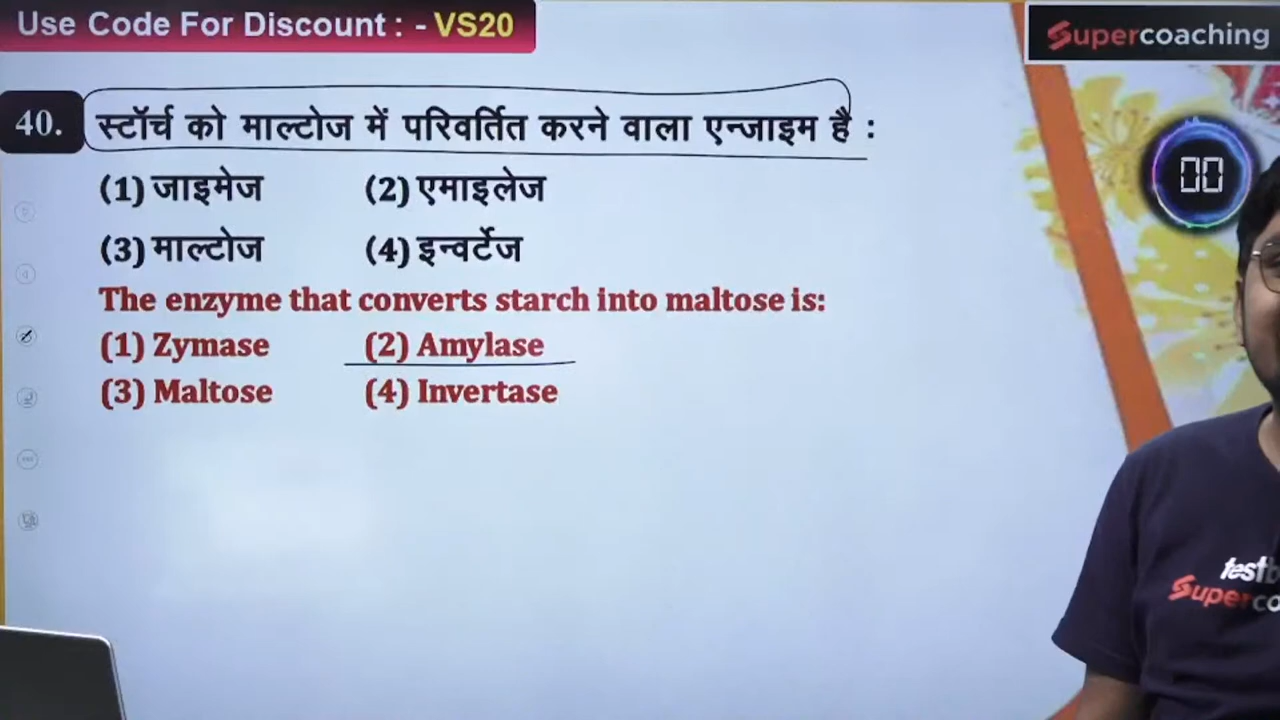 Use Code For Discount : - VS20
Supercoaching
40. स्टॉर्च को माल्टोज में परिवर्तित करने वाला एन्जाइम है :
00
(1) जाइमेज (2) एमाइलेज
(3) माल्टोज (4) इन्वर्टेज
The enzyme that converts starch into maltose is:
(1) Zymase (2) Amylase
(3) Maltose (4) Invertase
testb
Superco